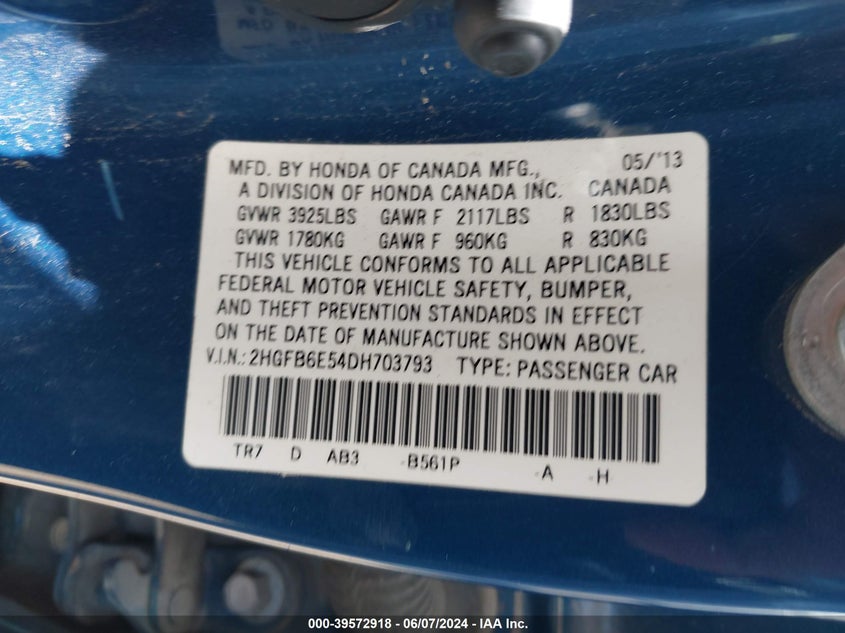 MFD. BY HONDA OF CANADA MFG., 05/'13
A DIVISION OF HONDA CANADA INC. CANADA
GVWR 3925LBS GAWR F 2117LBS R 1830LBS
GVWR 1780KG GAWR F 960KG R 830KG
THIS VEHICLE CONFORMS TO ALL APPLICABLE
FEDERAL MOTOR VEHICLE SAFETY, BUMPER,
AND THEFT PREVENTION STANDARDS IN EFFECT
ON THE DATE OF MANUFACTURE SHOWN ABOVE.
V.I.N.: 2HGFB6E54DH703793 TYPE: PASSENGER CAR
TR7 D AB3 -B561P -A -H
000-39572918 - 06/07/2024 - IAA Inc.